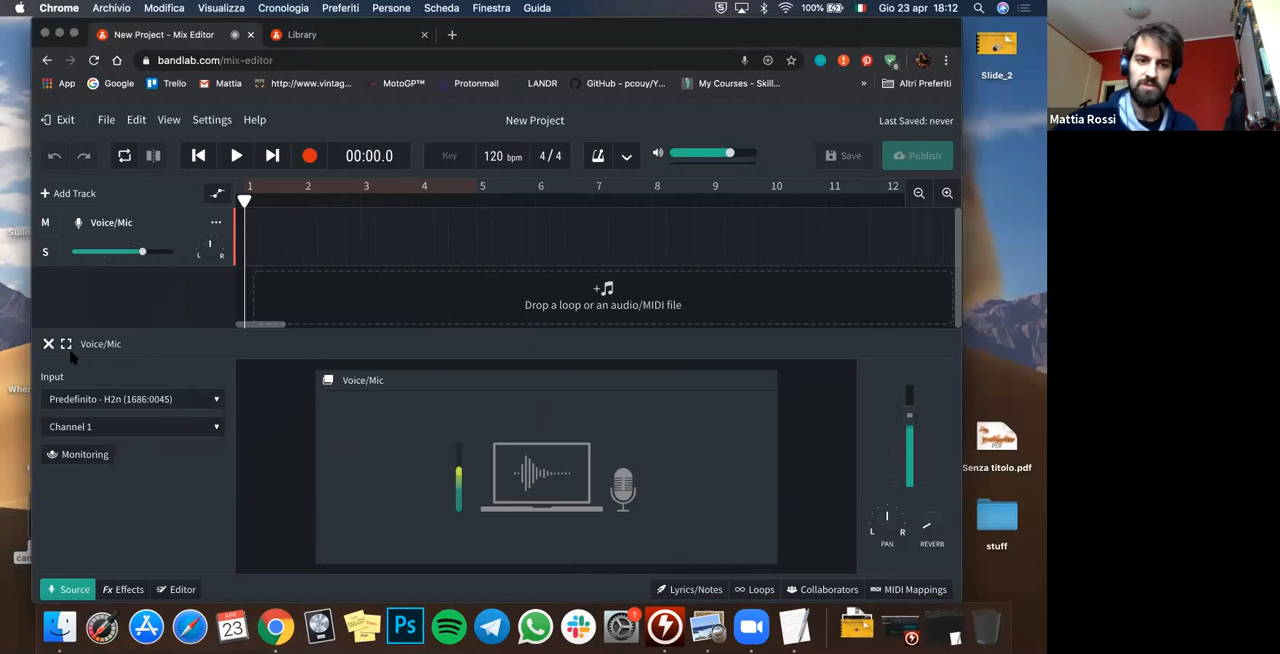 Chrome Archivio Modifica Visualizza Cronologia Preferiti Persone Scheda Finestra Guida 100% Gio 23 apr 18:12
New Project - Mix Editor Library
bandlab.com/mix-editor
App Google Trello Mattia http://www.vintag... MotoGP™ Protonmail LANDR GitHub - pcouy/Y... My Courses - Skill... » Altri Preferiti
Exit File Edit View Settings Help New Project Last Saved: never
00:00.0 Key 120 bpm 4/4 Save Publish
+ Add Track 1 2 3 4 5 6 7 8 9 10 11 12
M Voice/Mic ...
S L R
Drop a loop or an audio/MIDI file
Voice/Mic
Input
Predefinito - H2n (1686:0045)
Channel 1
Monitoring
Voice/Mic
L R
PAN REVERB
Source Fx Effects Editor Lyrics/Notes Loops Collaborators MIDI Mappings
Slide_2
Senza titolo.pdf
PDF
stuff
Mattia Rossi
APR
23
Ps
1